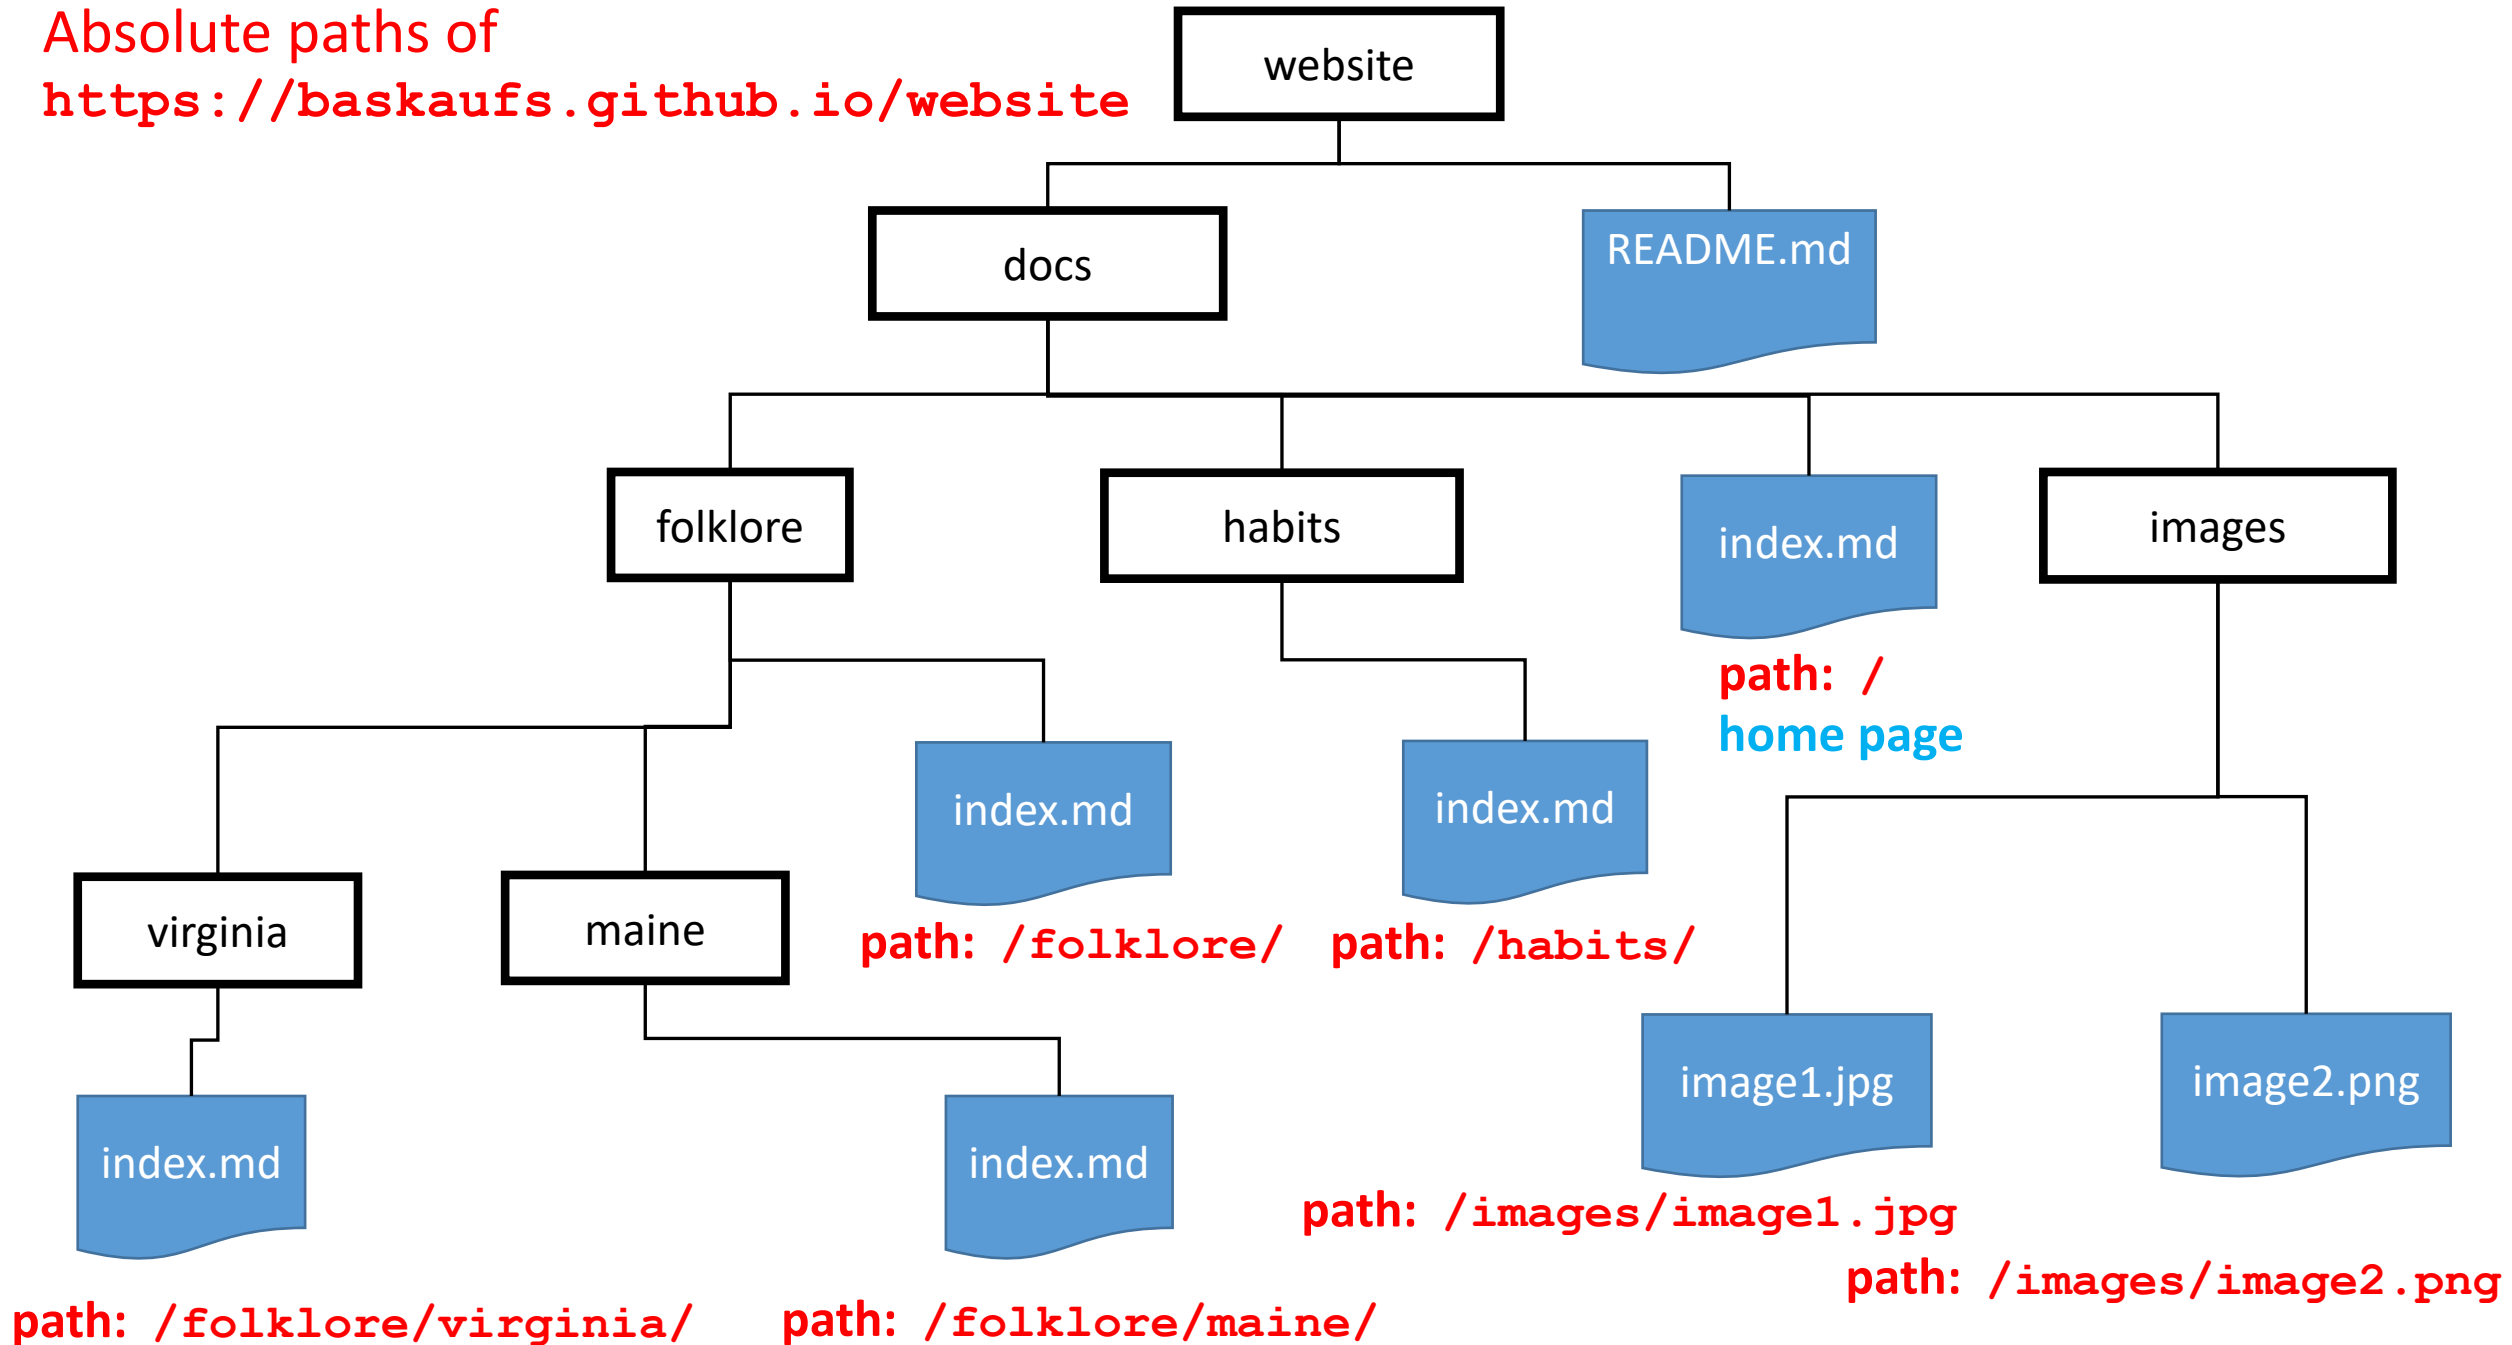 Absolute paths of
https://baskaufs.github.io/website
website
docs
README.md
folklore
habits
index.md
images
path: /
home page
index.md
index.md
virginia
maine
path: /folklore/
path: /habits/
image1.jpg
image2.png
index.md
index.md
path: /images/image1.jpg
path: /images/image2.png
path: /folklore/virginia/
path: /folklore/maine/